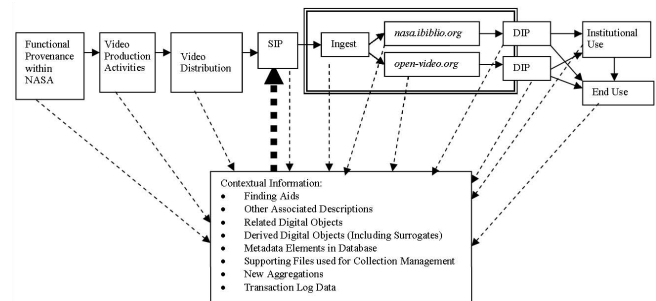 Functional
Provenance
within
NASA
Video
Production
Activities
Video
Distribution
SIP
Ingest
nasa.ibiblio.org
open-video.org
DIP
DIP
Institutional
Use
End Use
Contextual Information:
• Finding Aids
• Other Associated Descriptions
• Related Digital Objects
• Derived Digital Objects (Including Surrogates)
• Metadata Elements in Database
• Supporting Files used for Collection Management
• New Aggregations
• Transaction Log Data